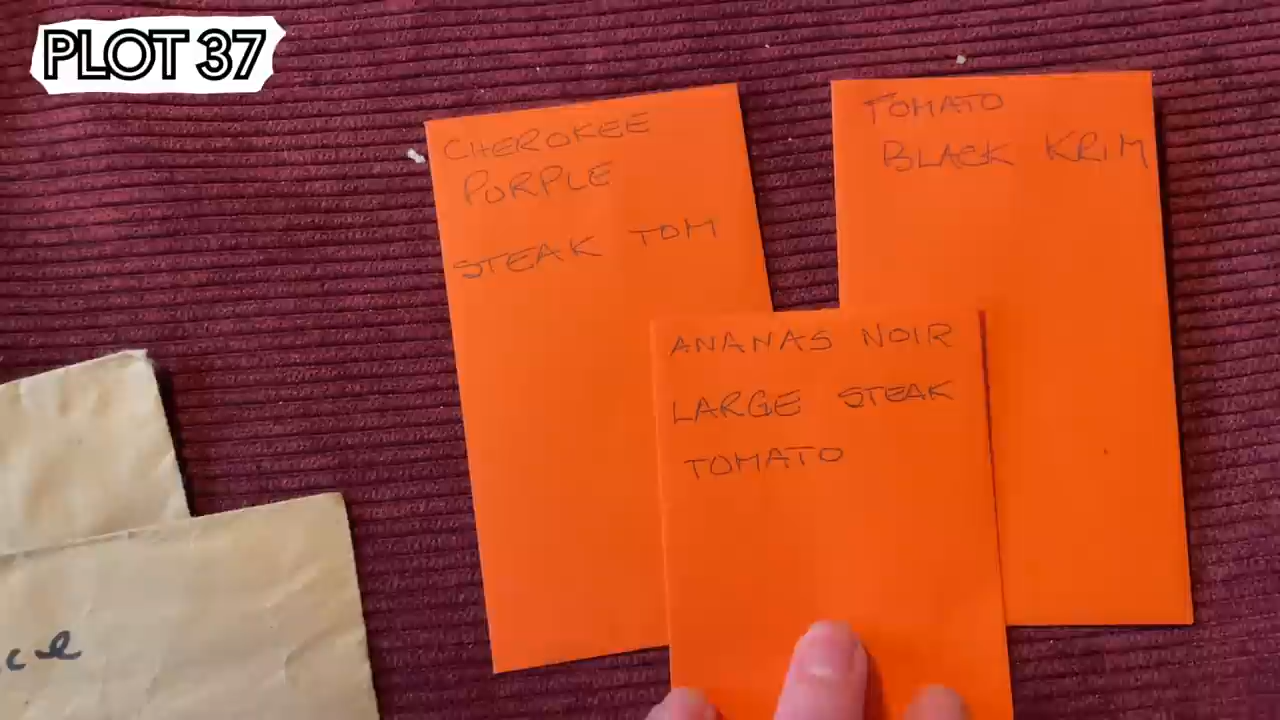 PLOT 37
CHEROKEE
PURPLE
STEAK TOM
TOMATO
BLACK KRIM
ANANAS NOIR
LARGE STEAK
TOMATO